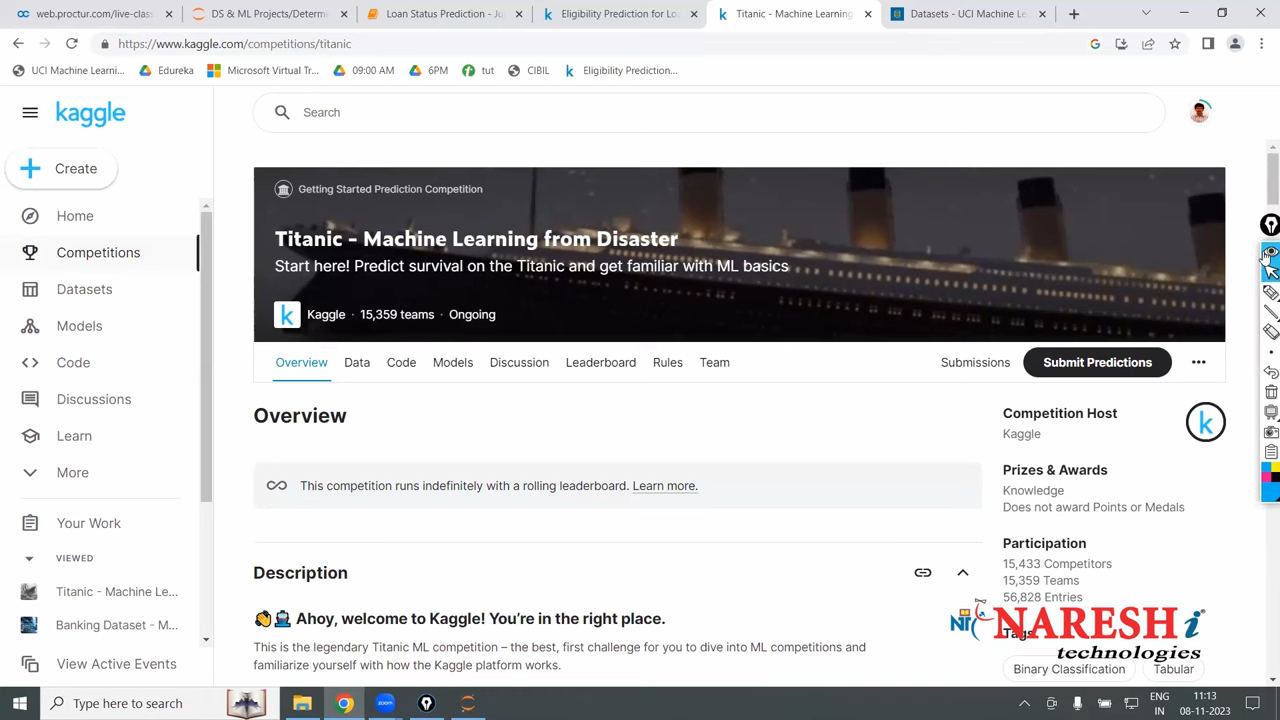 web.proctur.com/live-class
DS & ML Projects/Determi
Loan Status Prediction - Ju
Eligibility Prediction for Loa
Titanic - Machine Learning
Datasets - UCI Machine Le
https://www.kaggle.com/competitions/titanic
UCI Machine Learni...
Edureka
Microsoft Virtual Tr...
09:00 AM
6PM
tut
CIBIL
Eligibility Prediction...
kaggle
Search
Create
Home
Competitions
Datasets
Models
Code
Discussions
Learn
More
Your Work
VIEWED
Titanic - Machine Le...
Banking Dataset - M...
View Active Events
Getting Started Prediction Competition
Titanic - Machine Learning from Disaster
Start here! Predict survival on the Titanic and get familiar with ML basics
Kaggle · 15,359 teams · Ongoing
Overview Data Code Models Discussion Leaderboard Rules Team
Submissions
Submit Predictions
Overview
This competition runs indefinitely with a rolling leaderboard. Learn more.
Description
Ahoy, welcome to Kaggle! You're in the right place.
This is the legendary Titanic ML competition – the best, first challenge for you to dive into ML competitions and
familiarize yourself with how the Kaggle platform works.
Competition Host
Kaggle
Prizes & Awards
Knowledge
Does not award Points or Medals
Participation
15,433 Competitors
15,359 Teams
56,828 Entries
Tags
Binary Classification
Tabular
NARESH i
technologies
Type here to search
zoom
ENG
IN
11:13
08-11-2023